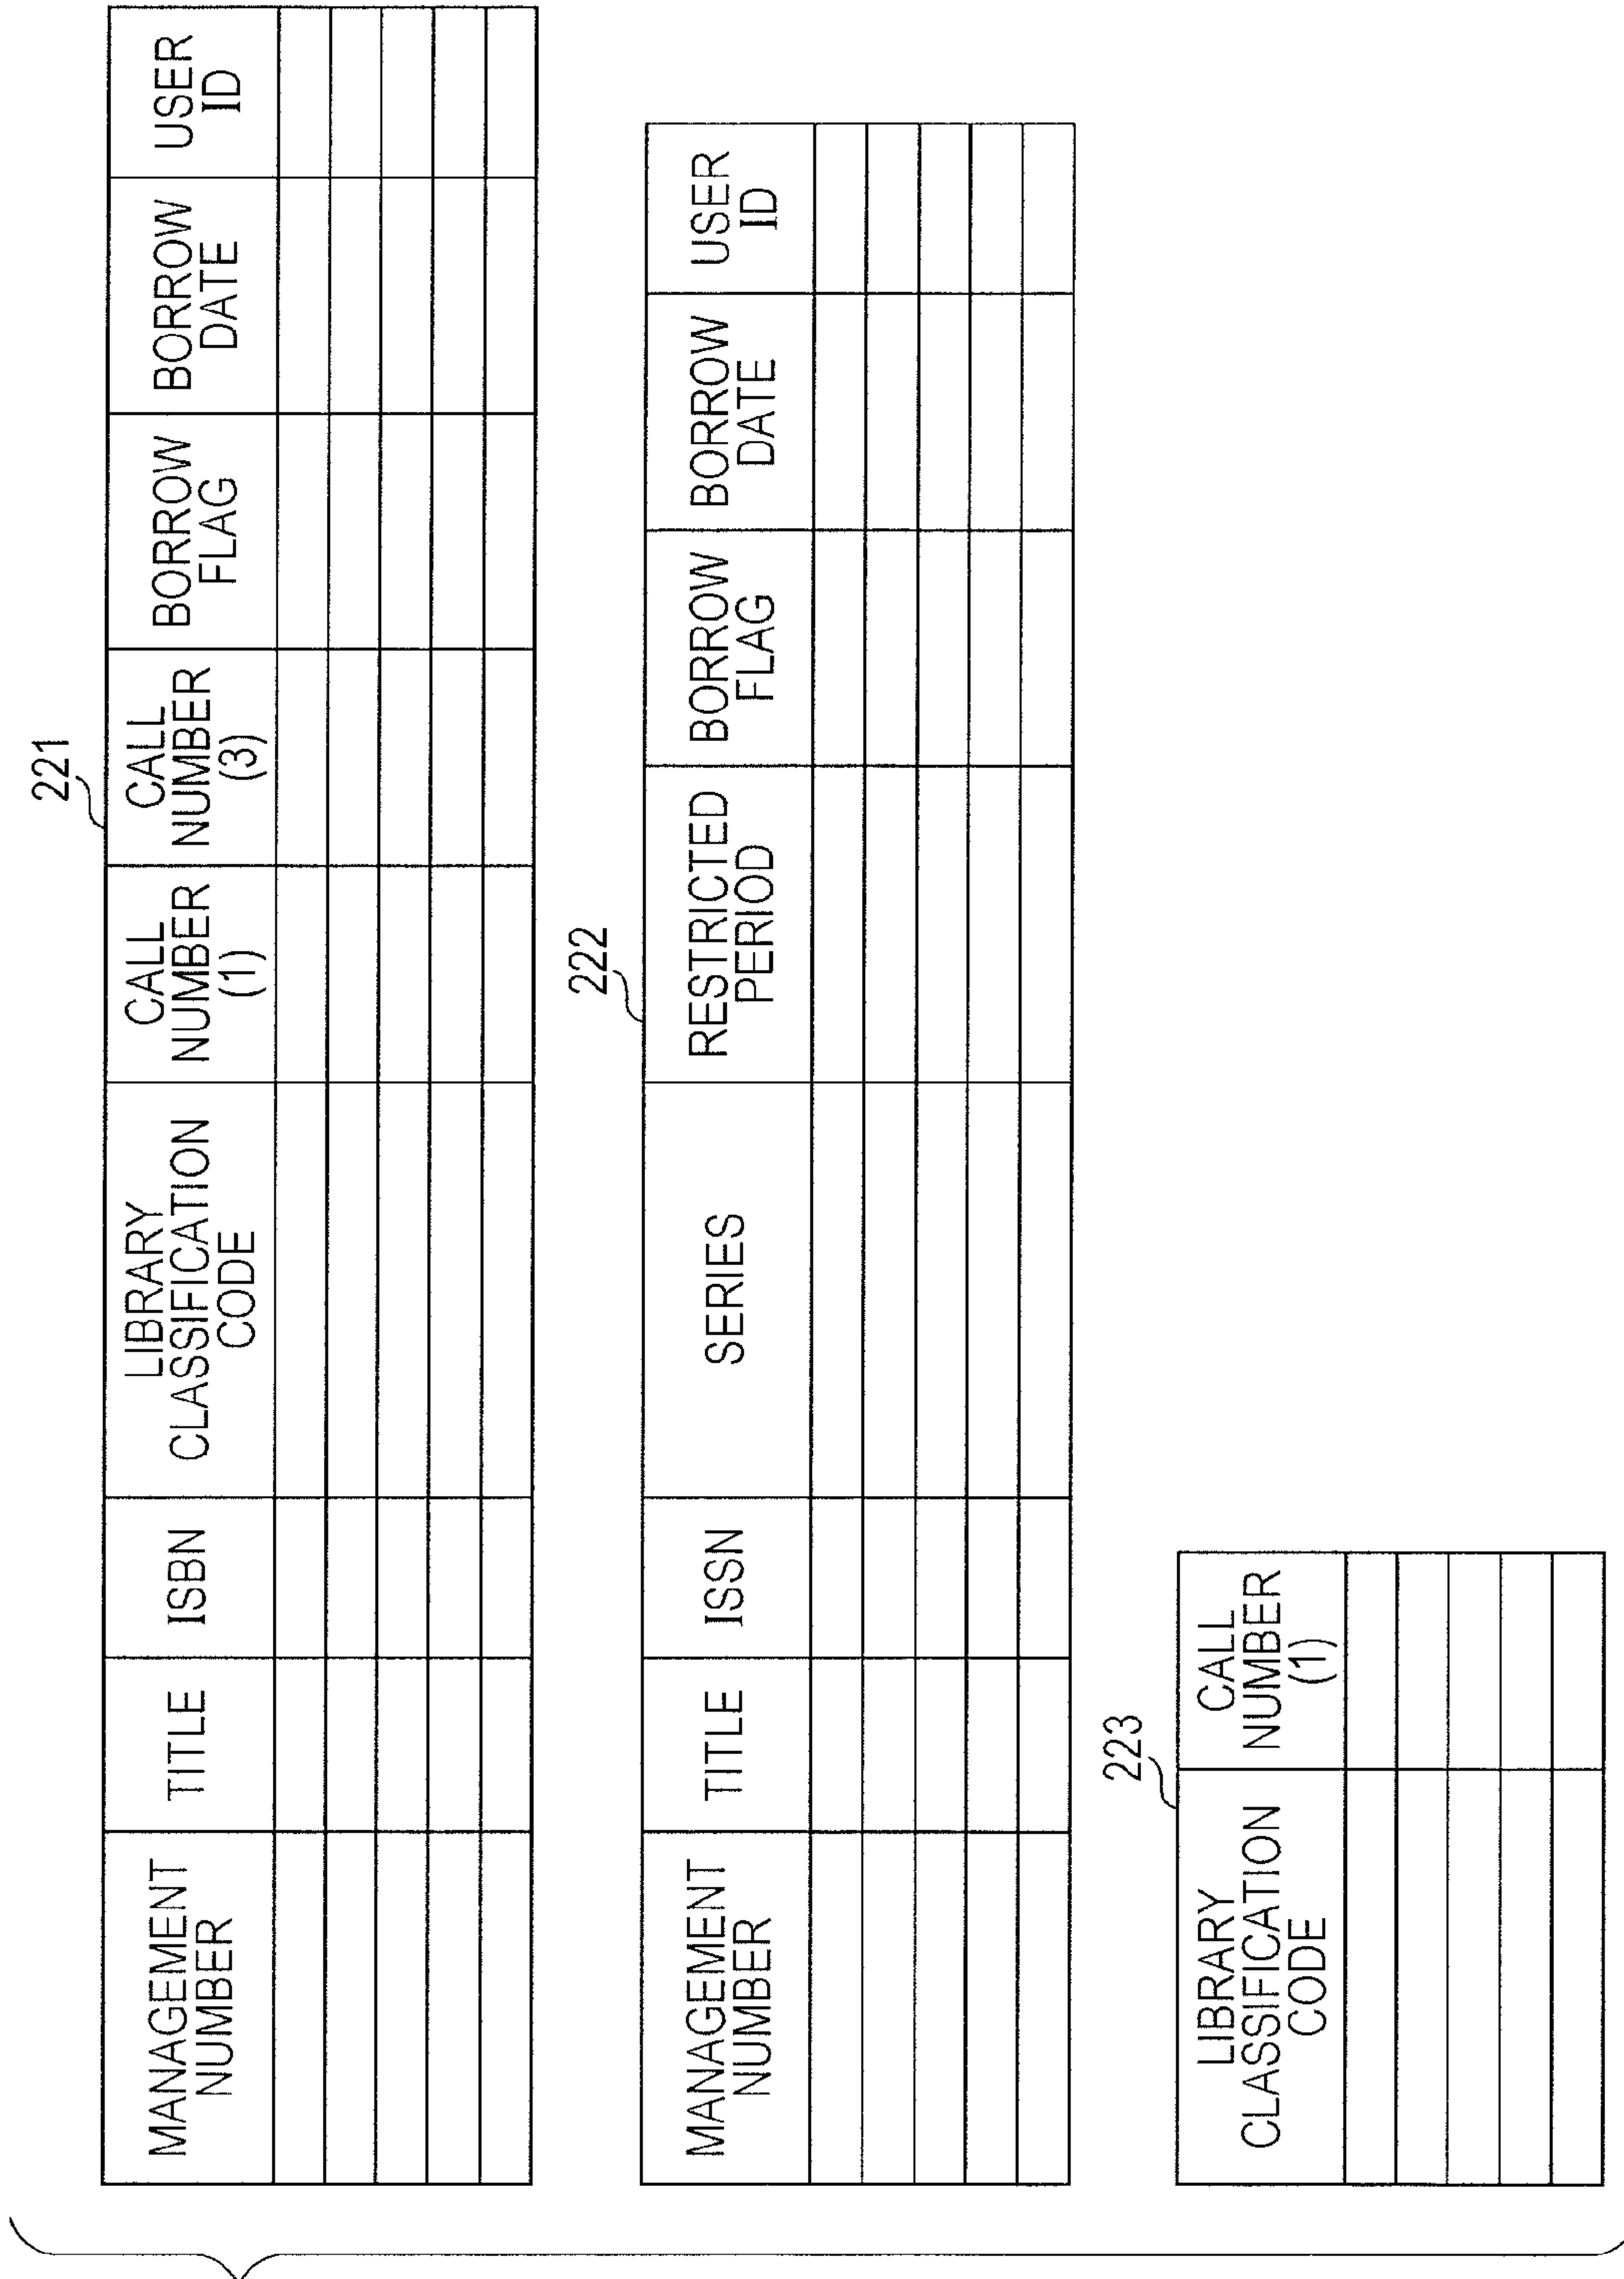 221
MANAGEMENT
NUMBER
TITLE
ISBN
LIBRARY
CLASSIFICATION
CODE
CALL
NUMBER
(1)
CALL
NUMBER
(3)
BORROW
FLAG
BORROW
DATE
USER
ID
222
MANAGEMENT
NUMBER
TITLE
ISSN
SERIES
RESTRICTED
PERIOD
BORROW
FLAG
BORROW
DATE
USER
ID
223
LIBRARY
CLASSIFICATION
CODE
CALL
NUMBER
(1)